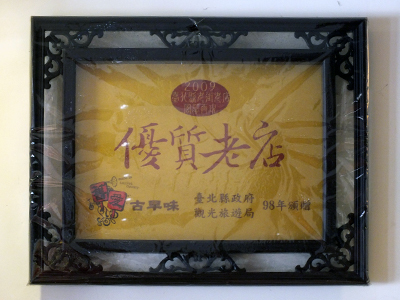 2009
優質老店
古早味
臺北縣政府
觀光旅遊局
98年頒贈